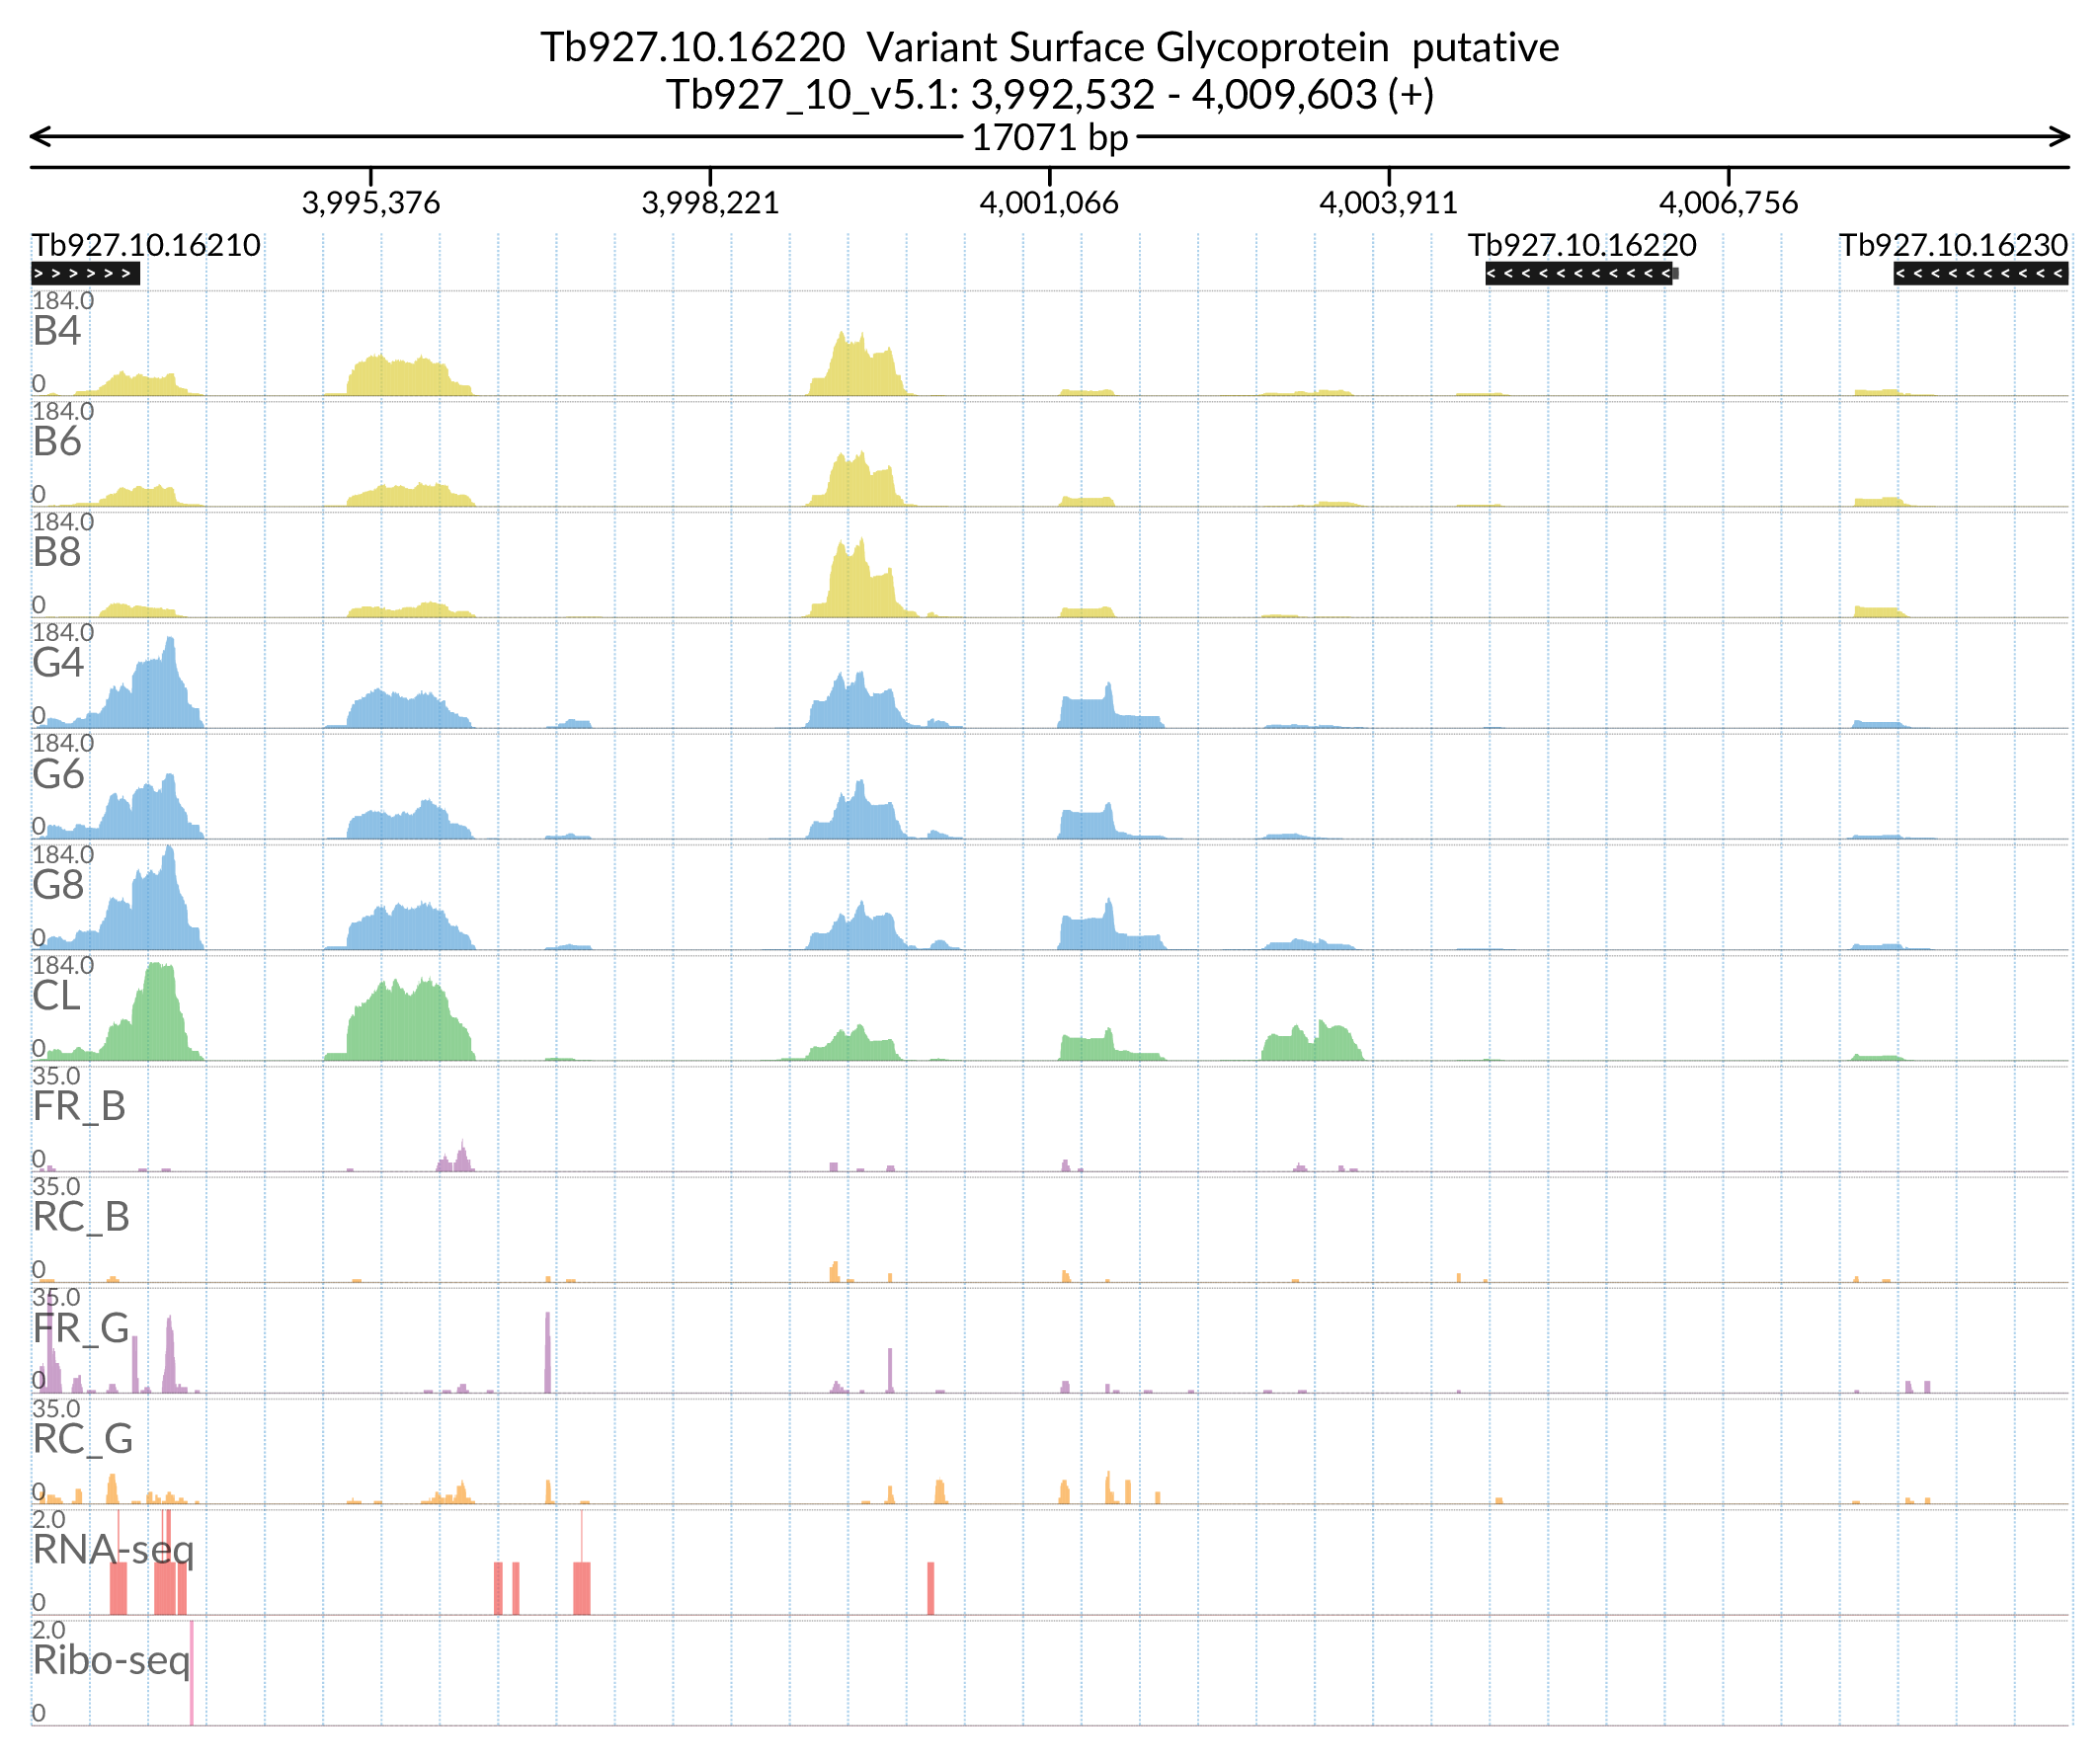 Tb927.10.16220  Variant Surface Glycoprotein  putative
Tb927_10_v5.1: 3,992,532 - 4,009,603 (+)
17071 bp
3,995,376 3,998,221 4,001,066 4,003,911 4,006,756
Tb927.10.16210 Tb927.10.16220 Tb927.10.16230
184.0
B4
0
184.0
B6
0
184.0
B8
0
184.0
G4
0
184.0
G6
0
184.0
G8
0
184.0
CL
0
35.0
FR_B
0
35.0
RC_B
0
35.0
FR_G
0
35.0
RC_G
0
2.0
RNA-seq
0
2.0
Ribo-seq
0